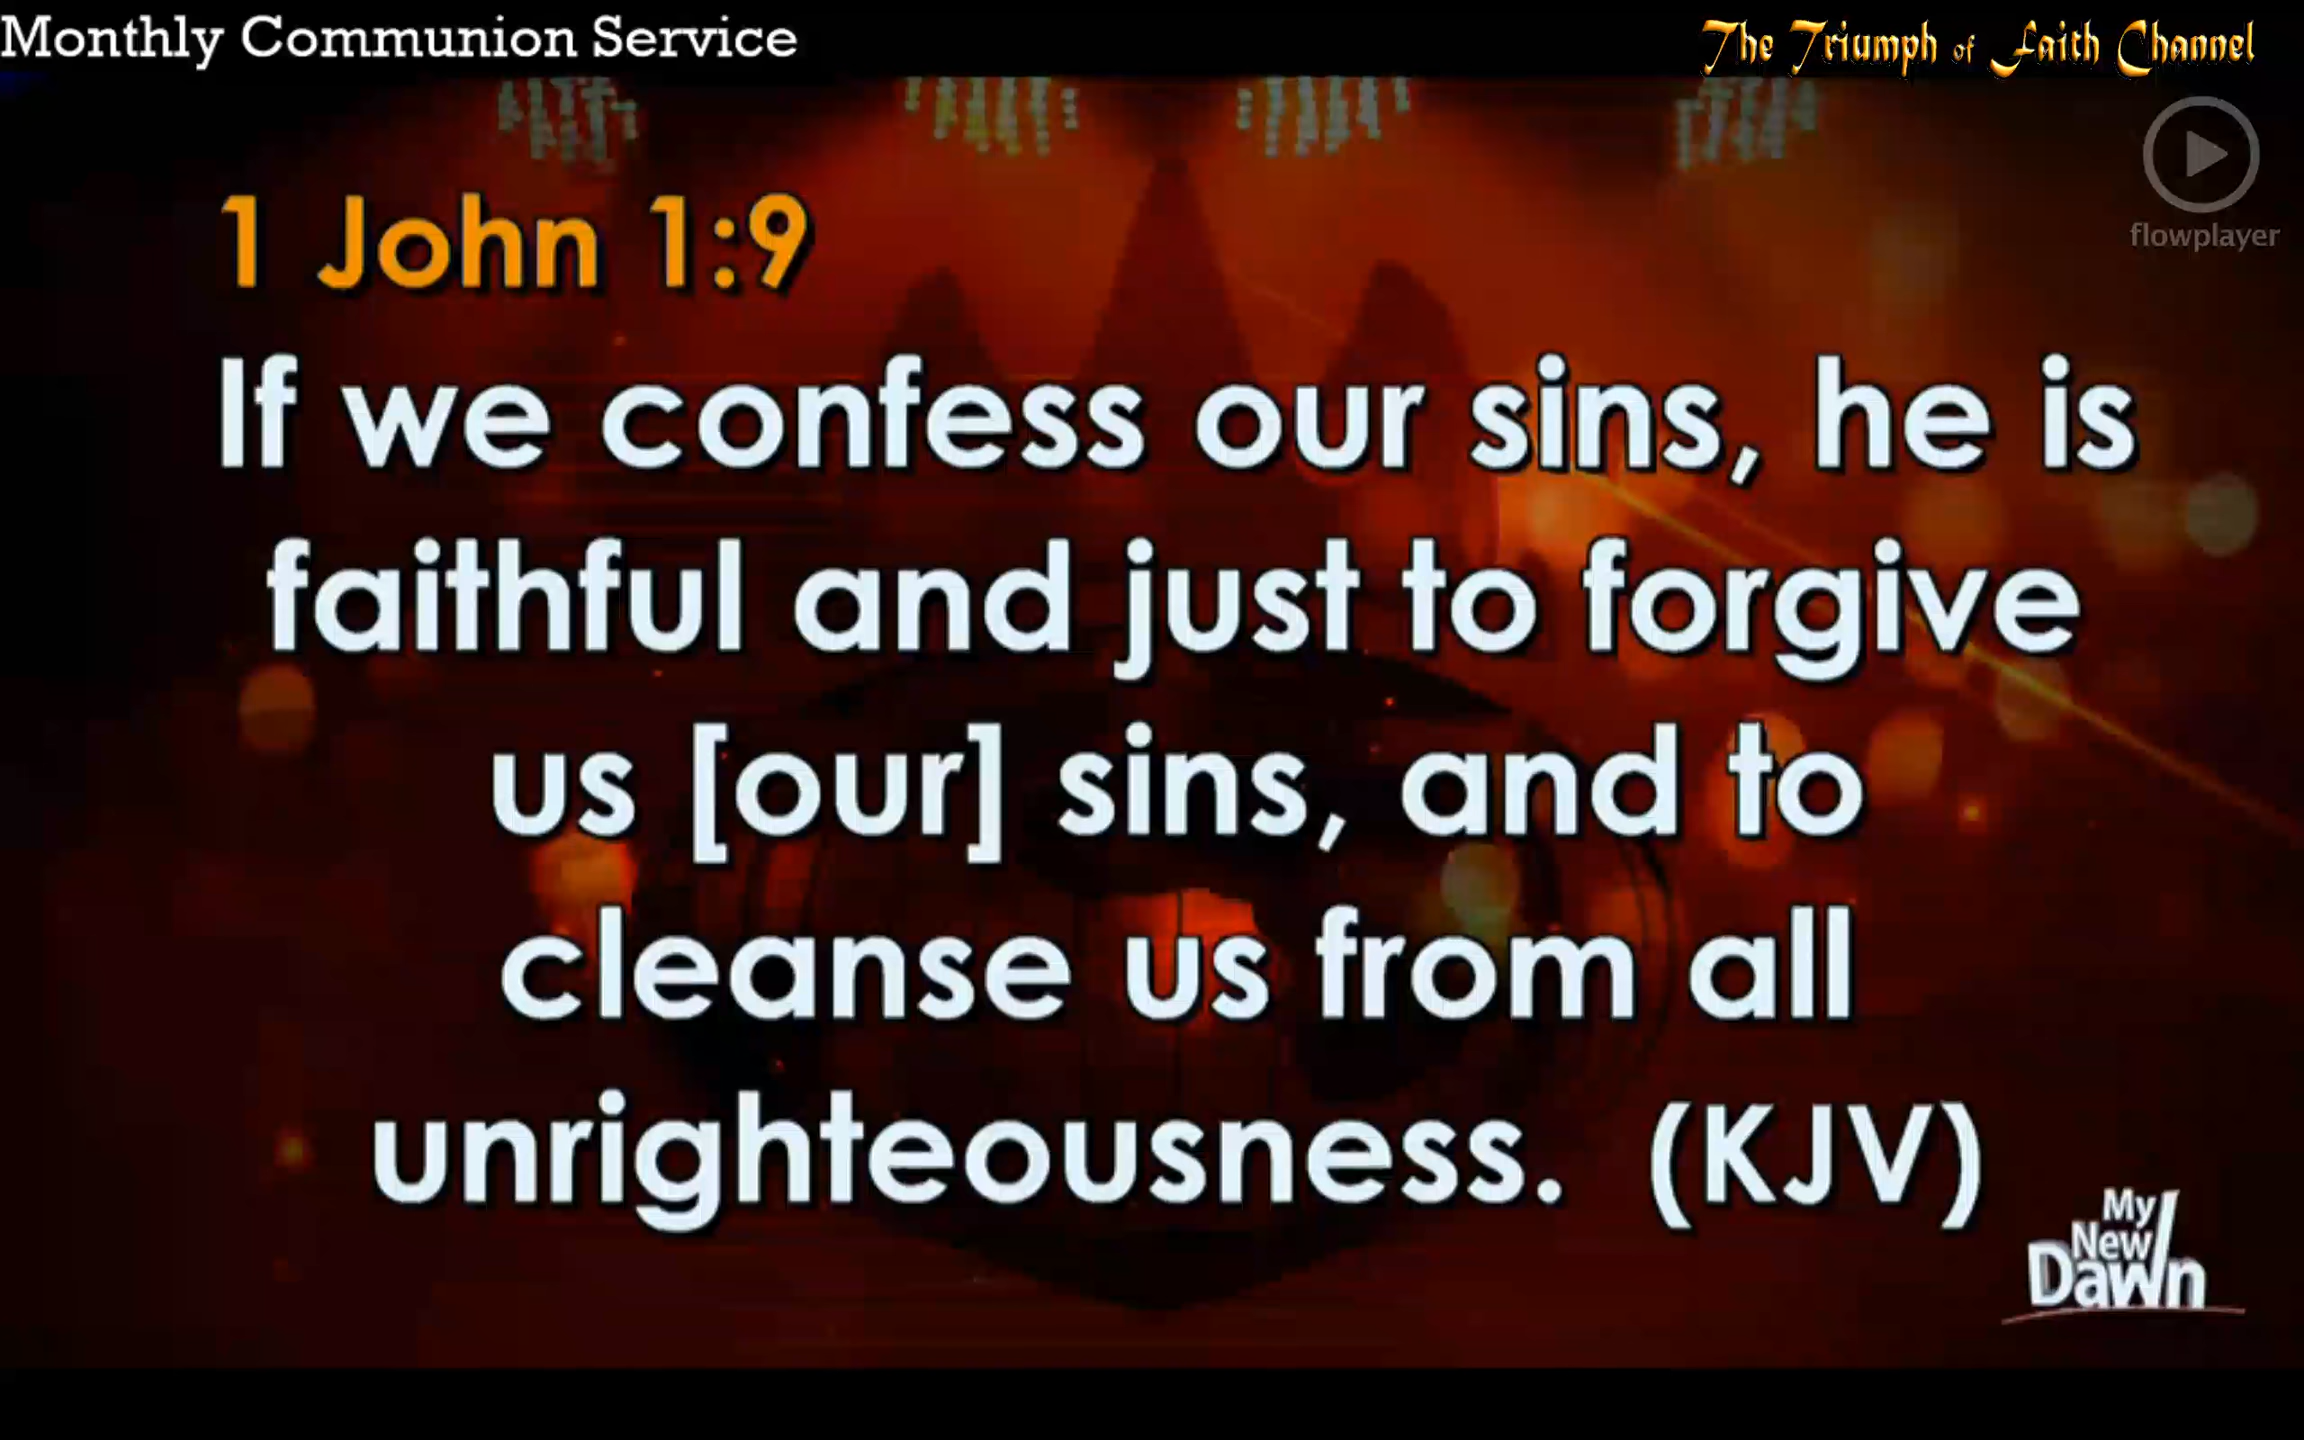 Monthly Communion Service
The Triumph of Faith Channel
flowplayer
1 John 1:9
If we confess our sins, he is
faithful and just to forgive
us [our] sins, and to
cleanse us from all
unrighteousness. (KJV)
My
New
Dawn